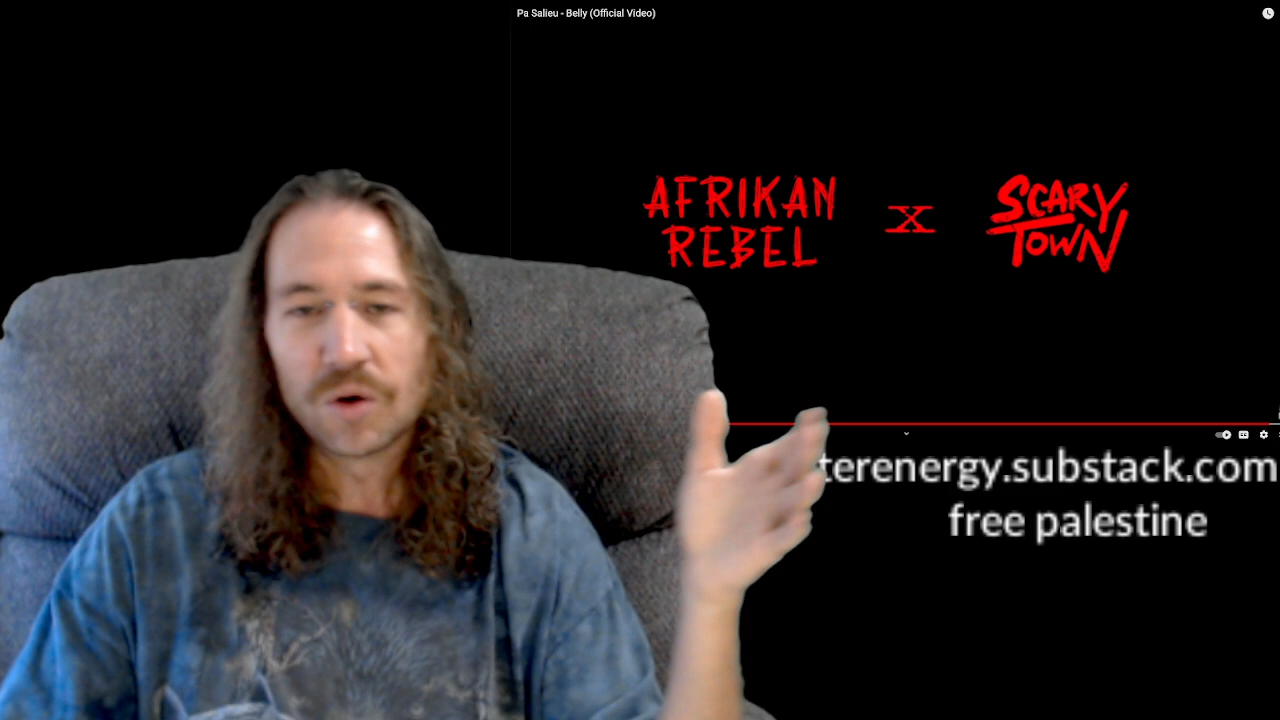 Pa Salieu - Belly (Official Video)
AFRIKAN
REBEL
X
SCARY
TOWN
terenergy.substack.com
free palestine